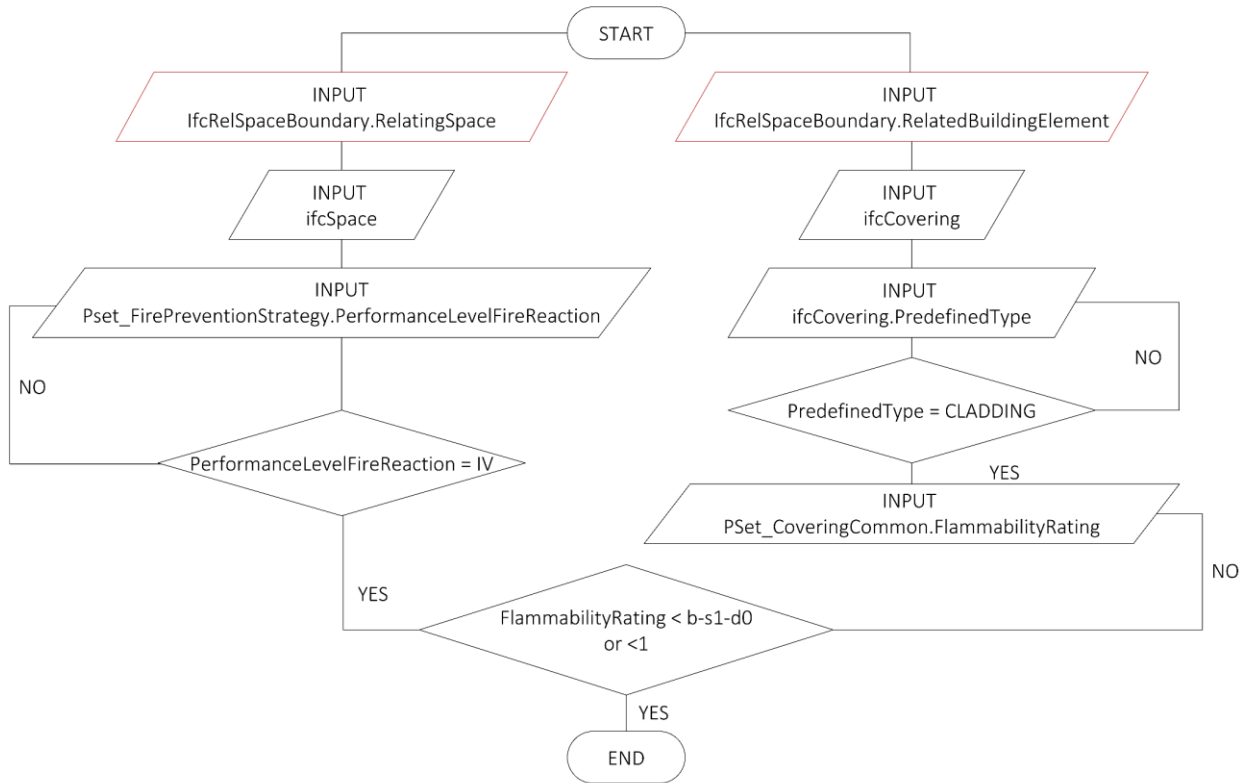 START
INPUT
IfcRelSpaceBoundary.RelatingSpace
INPUT
IfcRelSpaceBoundary.RelatedBuildingElement
INPUT
ifcSpace
INPUT
ifcCovering
INPUT
Pset_FirePreventionStrategy.PerformanceLevelFireReaction
INPUT
ifcCovering.PredefinedType
NO
NO
PredefinedType = CLADDING
PerformanceLevelFireReaction = IV
YES
INPUT
PSet_CoveringCommon.FlammabilityRating
YES
NO
FlammabilityRating < b-s1-d0
or <1
YES
END